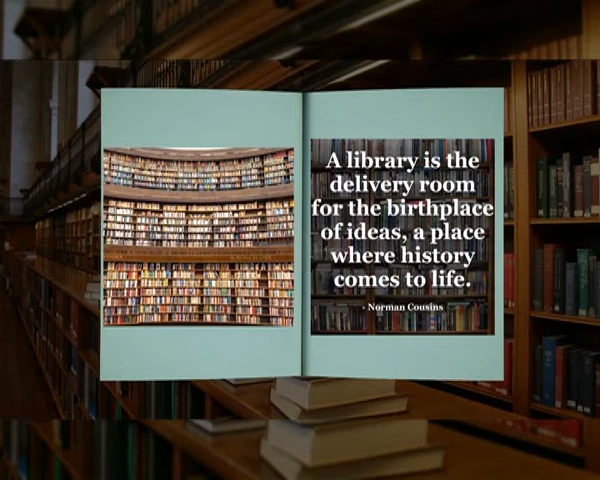 A library is the
delivery room
for the birthplace
of ideas, a place
where history
comes to life.
- Norman Cousins